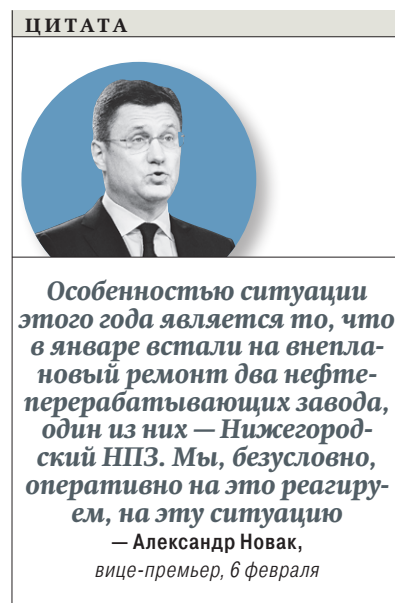 ЦИТАТА
Особенностью ситуации
этого года является то, что
в январе встали на внепла-
новый ремонт два нефте-
перерабатывающих завода,
один из них — Нижегород-
ский НПЗ. Мы, безусловно,
оперативно на это реагиру-
ем, на эту ситуацию
— Александр Новак,
вице-премьер, 6 февраля